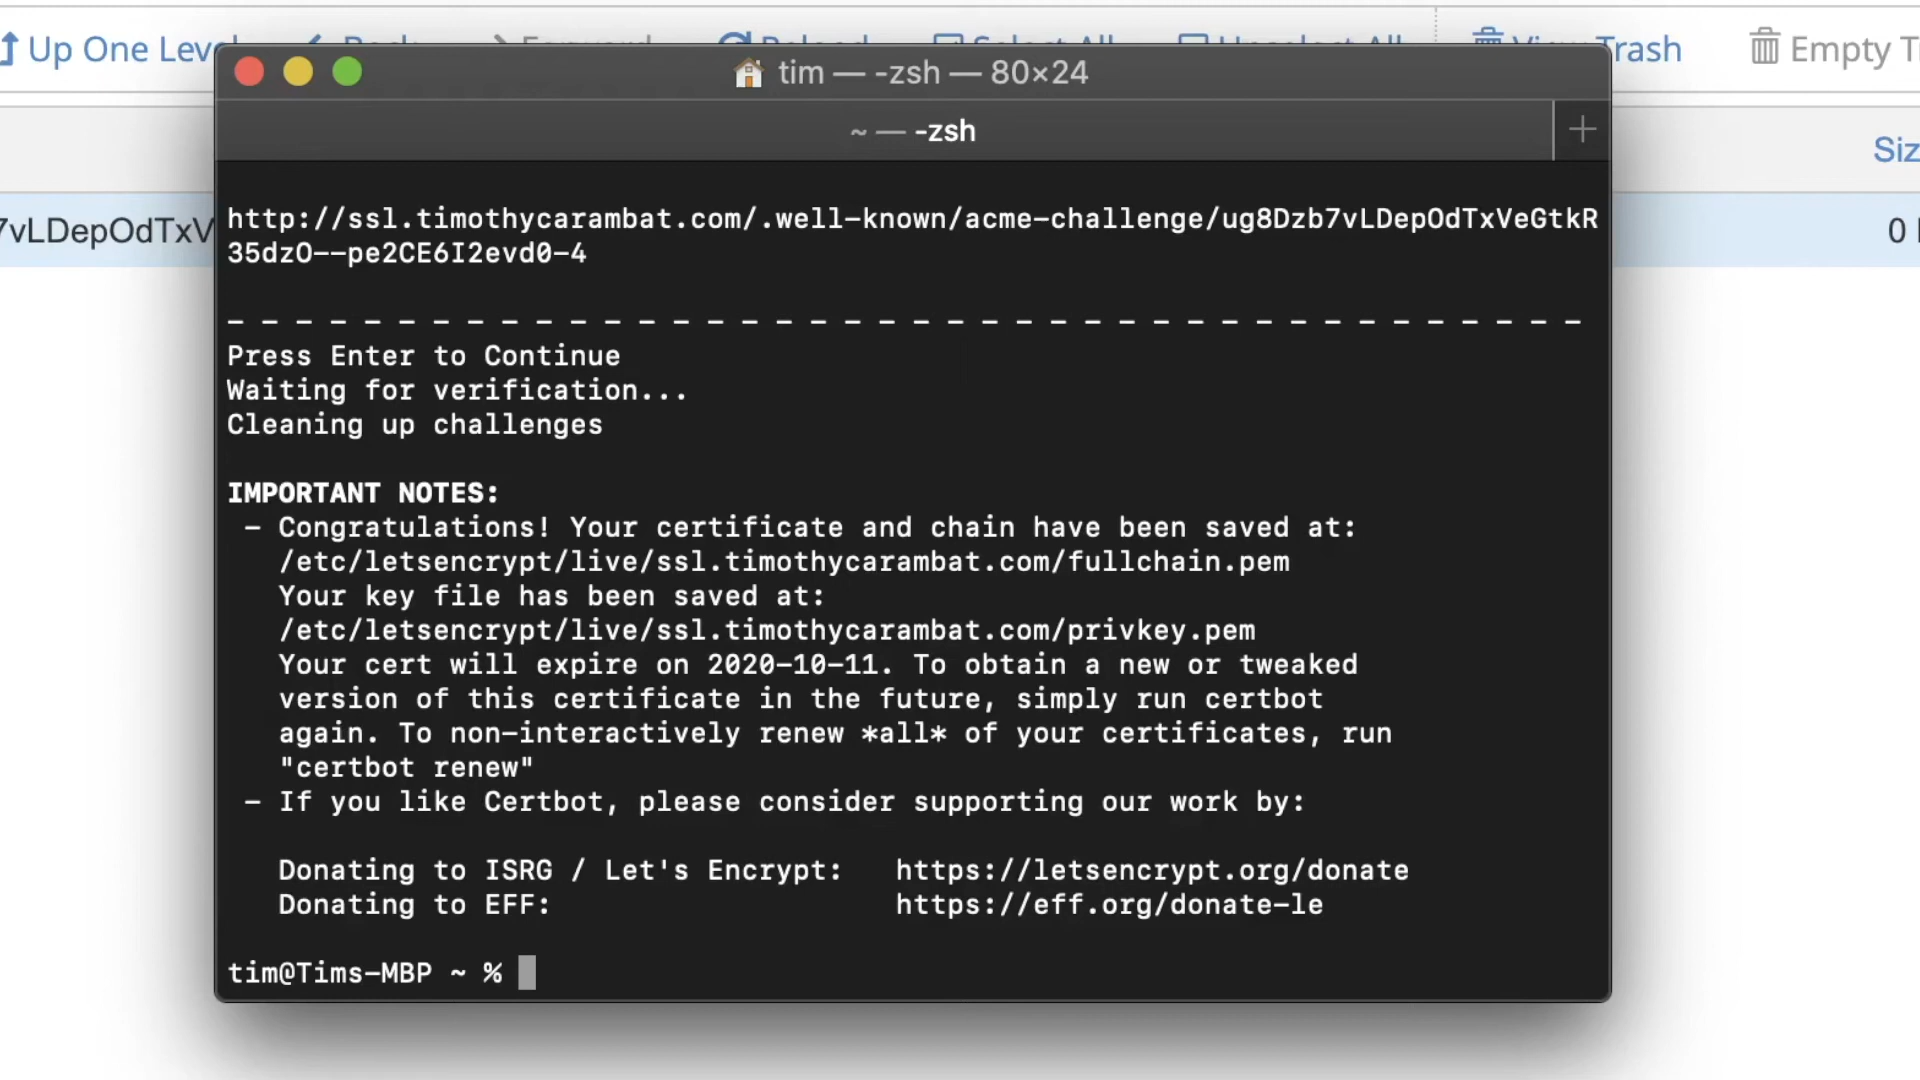 Up One Level
Trash
Empty
tim — -zsh — 80×24
~ — -zsh
http://ssl.timothycarambat.com/.well-known/acme-challenge/ug8Dzb7vLDepOdTxVeGtkR
35dzO--pe2CE6I2evd0-4
7vLDepOdTxV
0
- - - - - - - - - - - - - - - - - - - - - - - - - - - - - - - - - - - - - - - -
Press Enter to Continue
Waiting for verification...
Cleaning up challenges
IMPORTANT NOTES:
- Congratulations! Your certificate and chain have been saved at:
/etc/letsencrypt/live/ssl.timothycarambat.com/fullchain.pem
Your key file has been saved at:
/etc/letsencrypt/live/ssl.timothycarambat.com/privkey.pem
Your cert will expire on 2020-10-11. To obtain a new or tweaked
version of this certificate in the future, simply run certbot
again. To non-interactively renew *all* of your certificates, run
"certbot renew"
- If you like Certbot, please consider supporting our work by:
Donating to ISRG / Let's Encrypt: https://letsencrypt.org/donate
Donating to EFF: https://eff.org/donate-le
tim@Tims-MBP ~ %